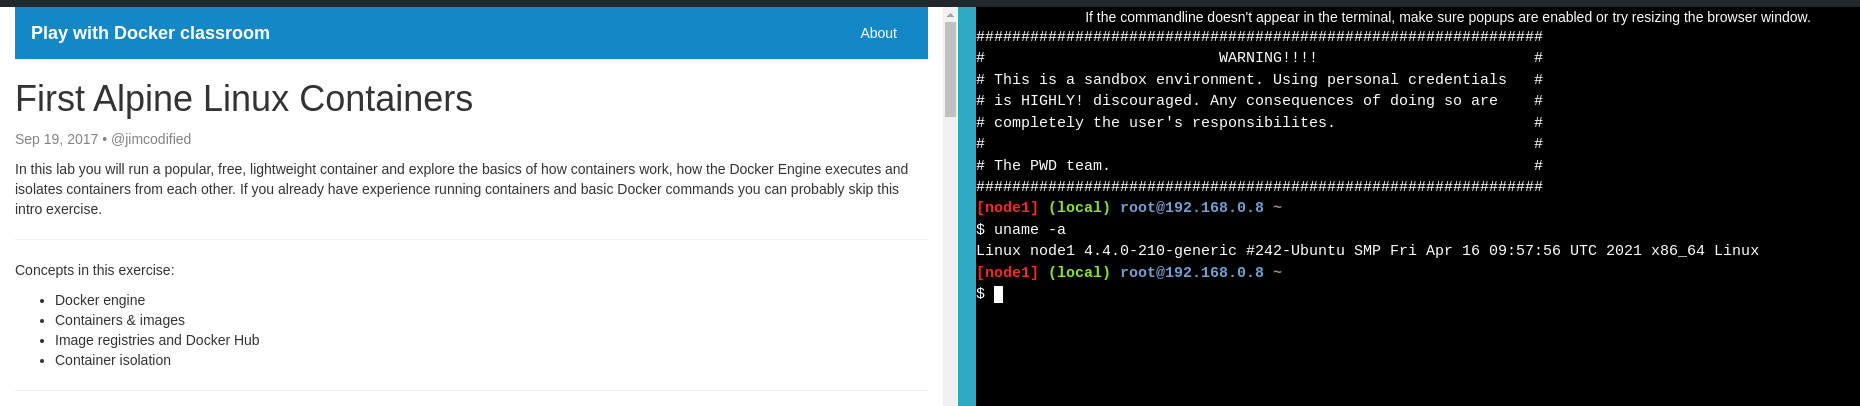 Play with Docker classroom
About
First Alpine Linux Containers
Sep 19, 2017 • @jimcodified
In this lab you will run a popular, free, lightweight container and explore the basics of how containers work, how the Docker Engine executes and
isolates containers from each other. If you already have experience running containers and basic Docker commands you can probably skip this
intro exercise.
Concepts in this exercise:
• Docker engine
• Containers & images
• Image registries and Docker Hub
• Container isolation
If the commandline doesn't appear in the terminal, make sure popups are enabled or try resizing the browser window.
###############################################################
#                          WARNING!!!!                        #
# This is a sandbox environment. Using personal credentials   #
# is HIGHLY! discouraged. Any consequences of doing so are    #
# completely the user's responsibilites.                      #
#                                                             #
# The PWD team.                                               #
###############################################################
[node1] (local) root@192.168.0.8 ~
$ uname -a
Linux node1 4.4.0-210-generic #242-Ubuntu SMP Fri Apr 16 09:57:56 UTC 2021 x86_64 Linux
[node1] (local) root@192.168.0.8 ~
$